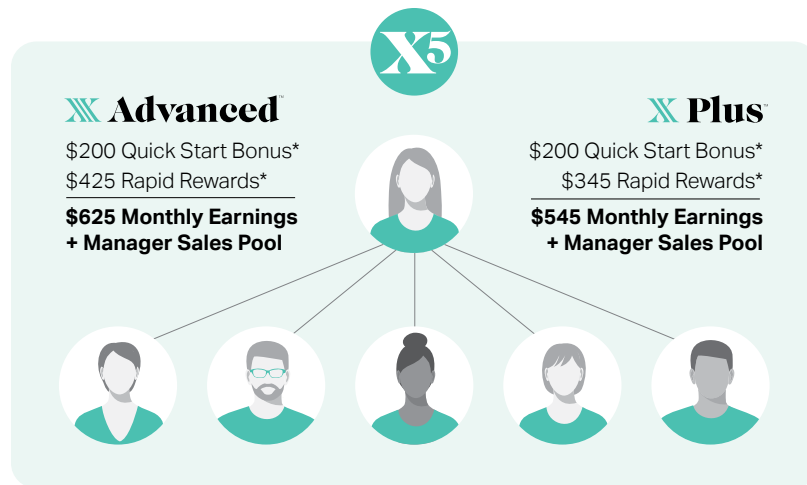 X5
X Advanced™
$200 Quick Start Bonus*
$425 Rapid Rewards*
$625 Monthly Earnings
+ Manager Sales Pool
X Plus™
$200 Quick Start Bonus*
$345 Rapid Rewards*
$545 Monthly Earnings
+ Manager Sales Pool